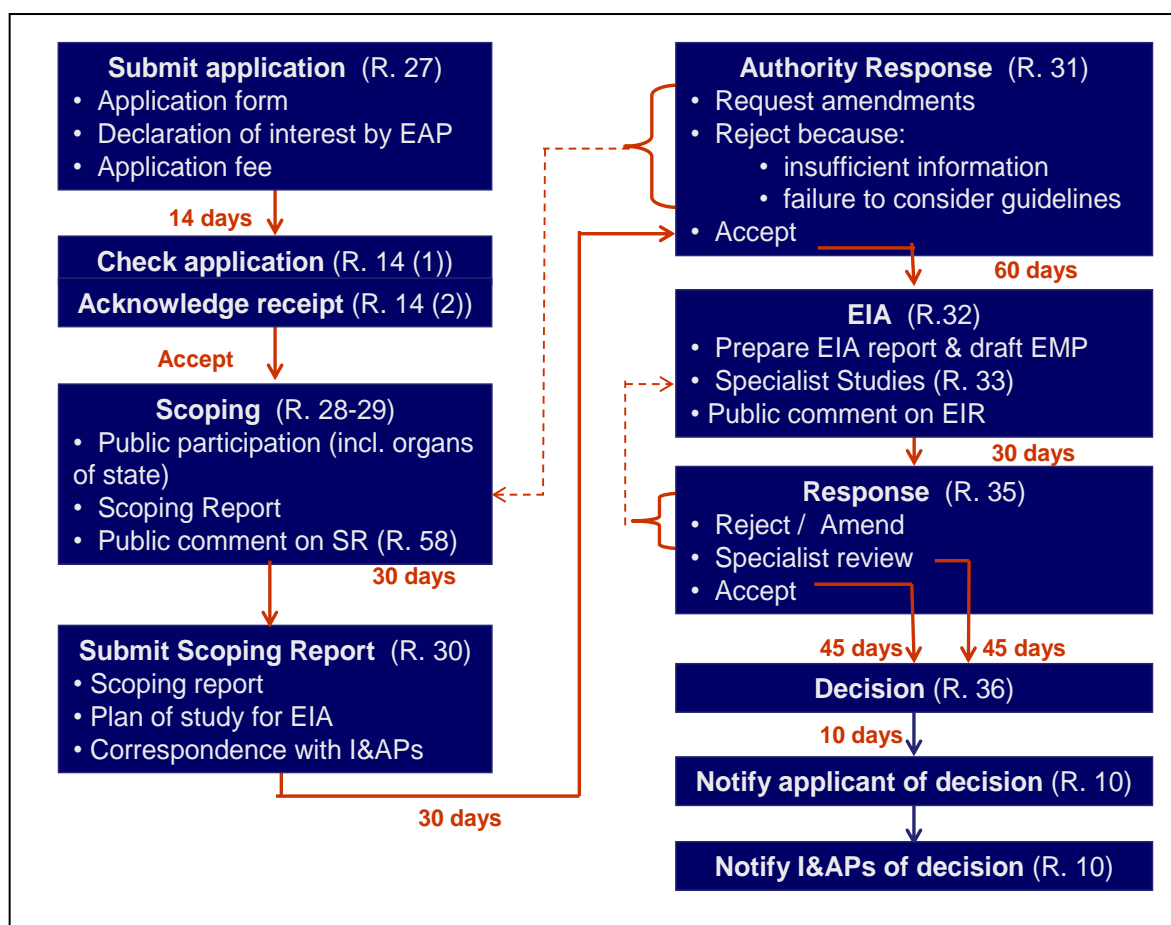 Submit application (R. 27)
• Application form
• Declaration of interest by EAP
• Application fee
14 days
Check application (R. 14 (1))
Acknowledge receipt (R. 14 (2))
Accept
Scoping (R. 28-29)
• Public participation (incl. organs
of state)
• Scoping Report
• Public comment on SR (R. 58)
30 days
Submit Scoping Report (R. 30)
• Scoping report
• Plan of study for EIA
• Correspondence with I&APs
30 days
Authority Response (R. 31)
• Request amendments
• Reject because:
• insufficient information
• failure to consider guidelines
• Accept
60 days
EIA (R.32)
• Prepare EIA report & draft EMP
• Specialist Studies (R. 33)
• Public comment on EIR
30 days
Response (R. 35)
• Reject / Amend
• Specialist review
• Accept
45 days 45 days
Decision (R. 36)
10 days
Notify applicant of decision (R. 10)
Notify I&APs of decision (R. 10)